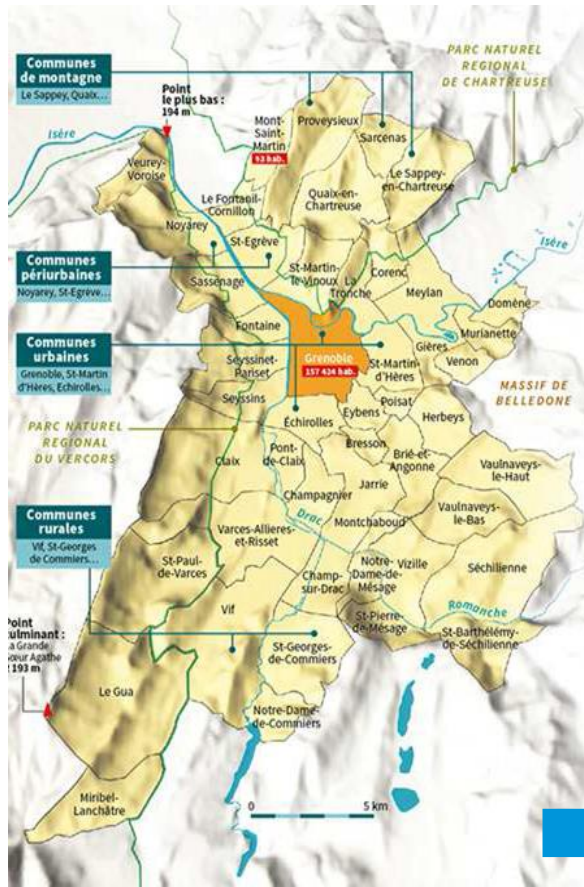 Communes
de montagne
Le Sappey, Quaix...
Point
le plus bas :
194 m
PARC NATUREL
REGIONAL
DE CHARTREUSE
Isère
Mont-
Saint-
Martin
93 hab.
Proveysieux
Sarcenas
Le Sappey-
en-Chartreuse
Veurey-
Voroise
Le Fontanil-
Cornillon
Quaix-en-
Chartreuse
Noyarey
St-Egrève
Isère
Communes
périurbaines
Noyarey, St-Egrève...
Sassenage
St-Martin
-le-Vinoux
La
Tronche
Corenc
Meylan
Domène
Communes
urbaines
Grenoble, St-Martin
d'Hères, Echirolles...
Fontaine
Murianette
Gières
Venon
Seyssinet-
Pariset
Grenoble
157 424 hab.
St-Martin-
d'Hères
MASSIF DE
BELLEDONE
Seyssins
Poisat
Eybens
Herbeys
Échirolles
PARC NATUREL
REGIONAL
DU VERCORS
Bresson
Claix
Pont-
de-Claix
Brié-et-
Angonne
Vaulnaveys-
le-Haut
Jarrie
Champagnier
Vaulnaveys-
le-Bas
Communes
rurales
Vif, St-Georges
de Commiers...
Drac
Varces-Allieres-
et-Risset
Montchaboud
St-Paul-
de-Varces
Champ-
sur-Drac
Notre-
Dame-de-
Mésage
Vizille
Séchilienne
Vif
Romanche
St-Pierre-
de-Mésage
St-Barthélémy-
de-Séchilienne
Point
ulminant :
a Grande
œur Agathe
193 m
St-Georges-
de-Commiers
Le Gua
Notre-Dame-
de-Commiers
Miribel-
Lanchâtre
0 5 km